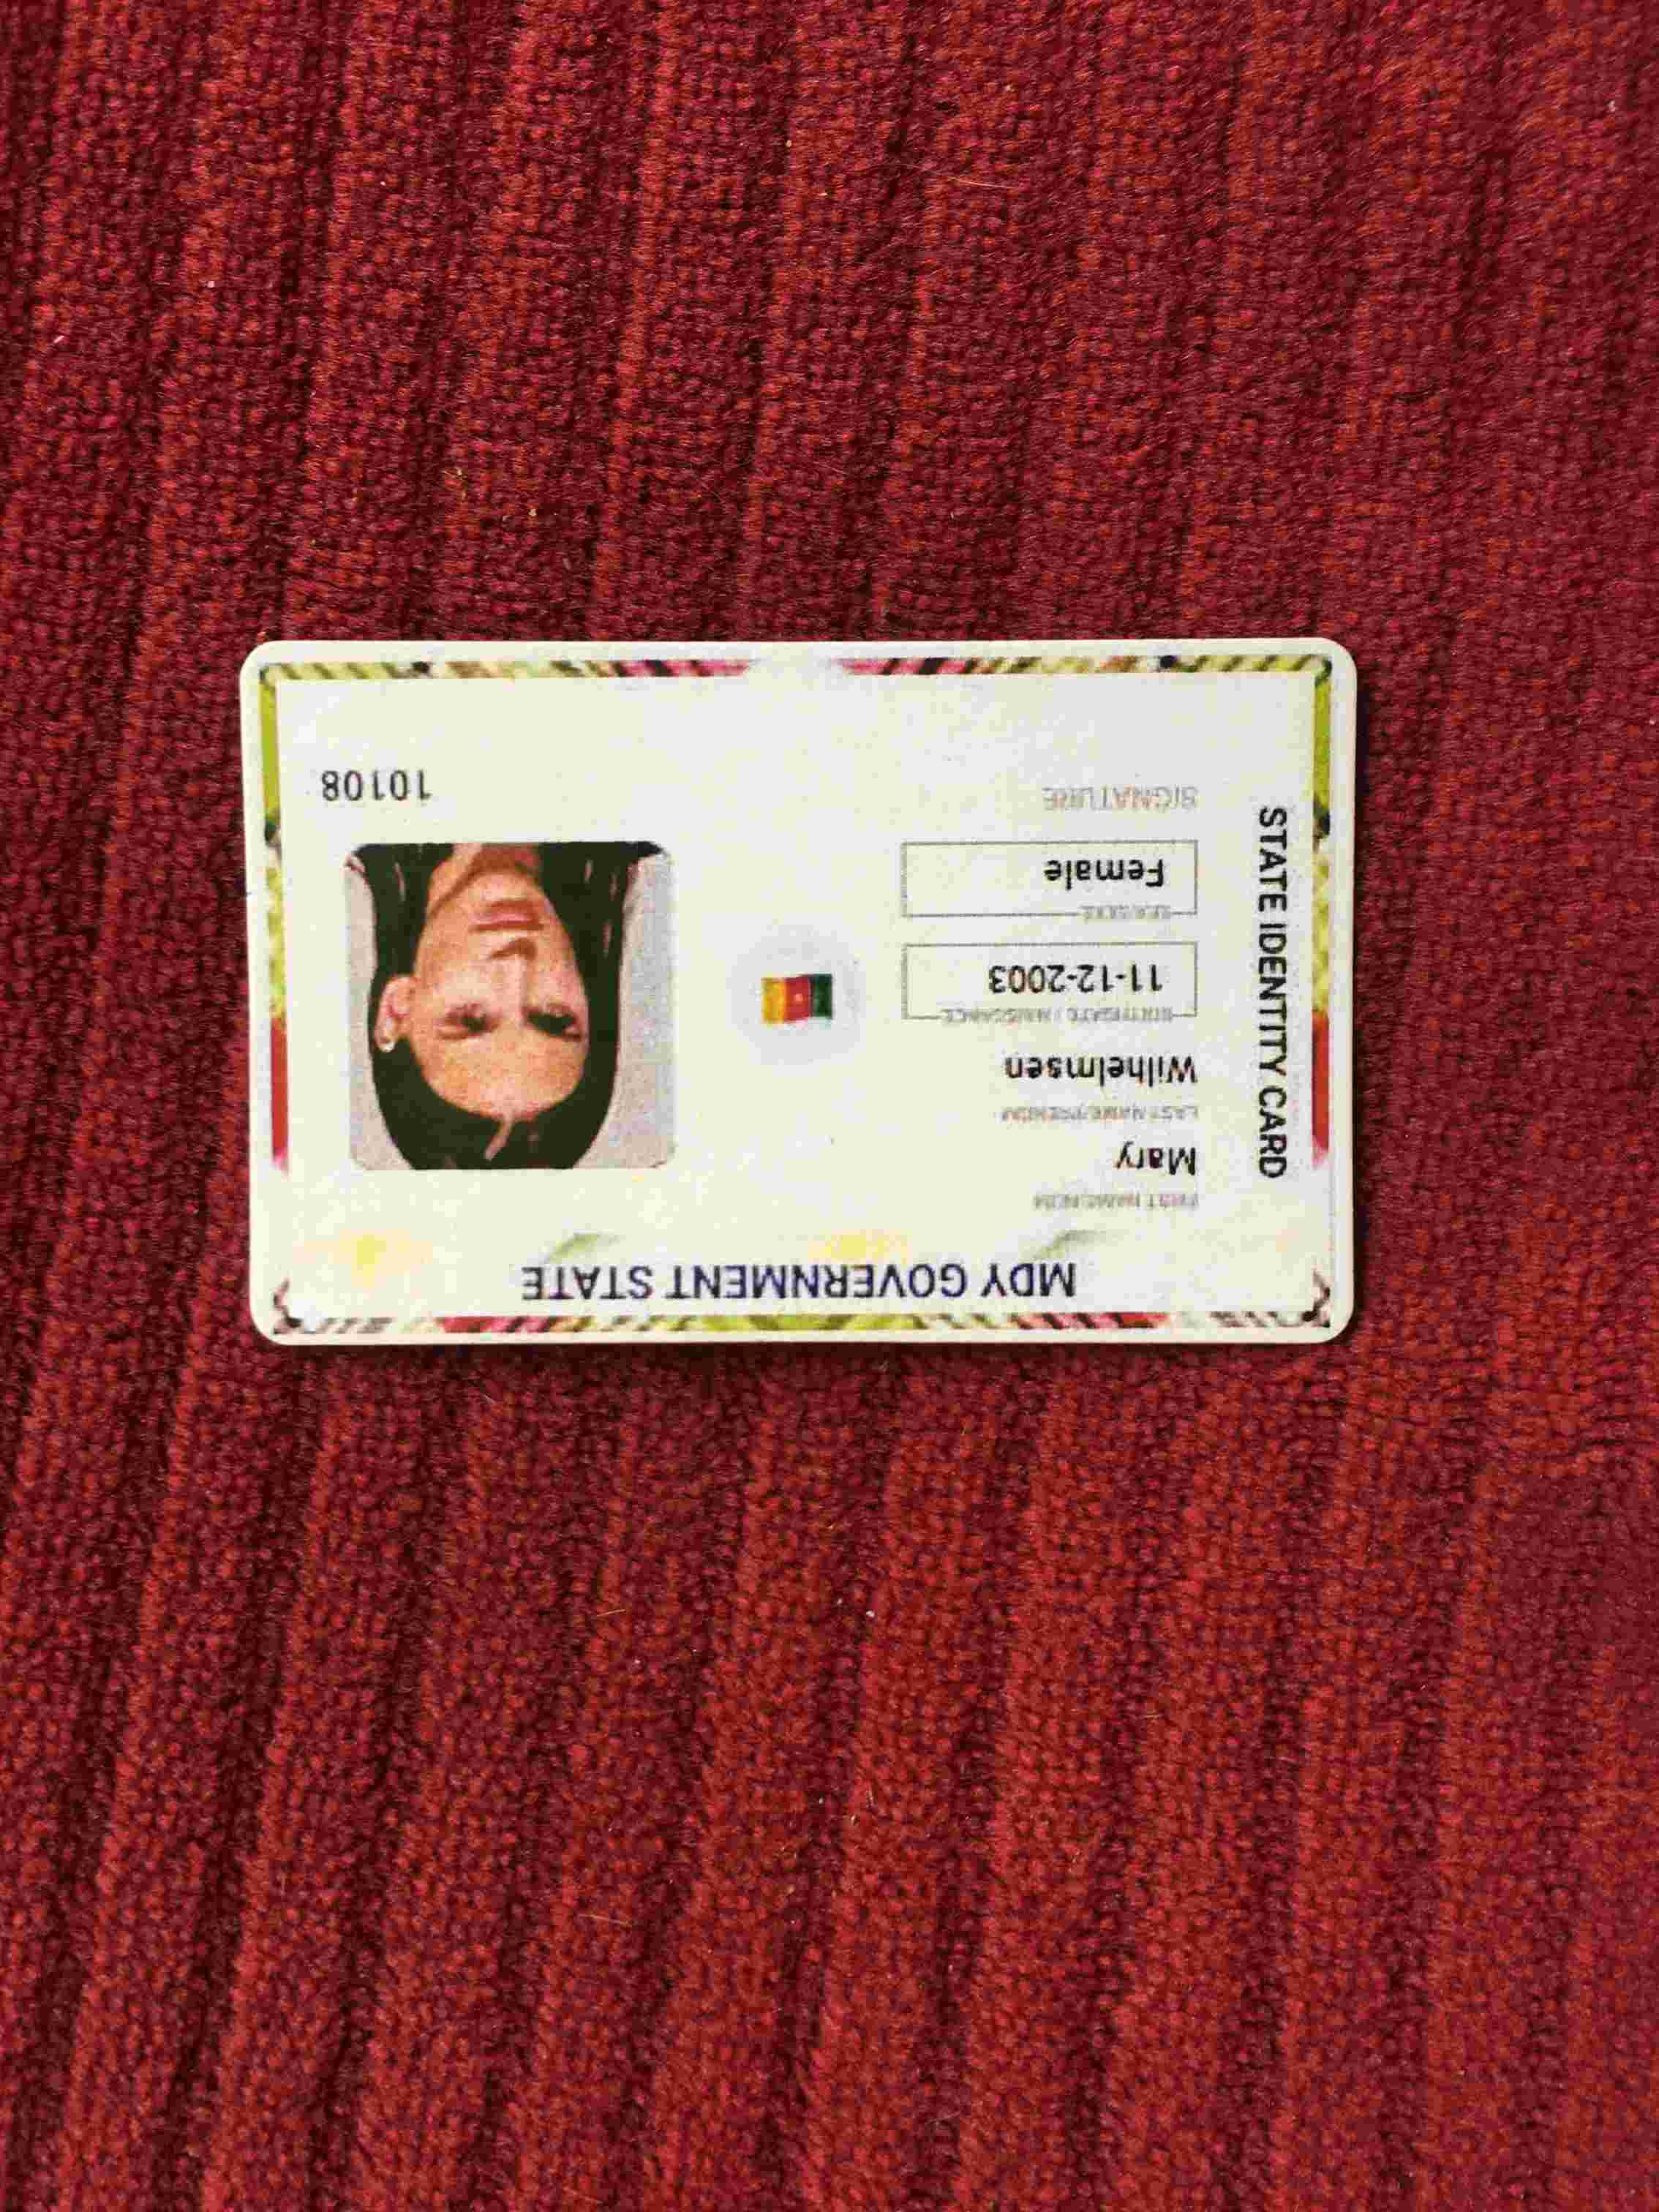 MDY GOVERNMENT STATE
FIRST NAME/NOM
Mary
LAST NAME/PRENOM
Wilhelmsen
BIRTHDATE / NAISSANCE
11-12-2003
SEX/SEXE
Female
SIGNATURE
10108
STATE IDENTITY CARD